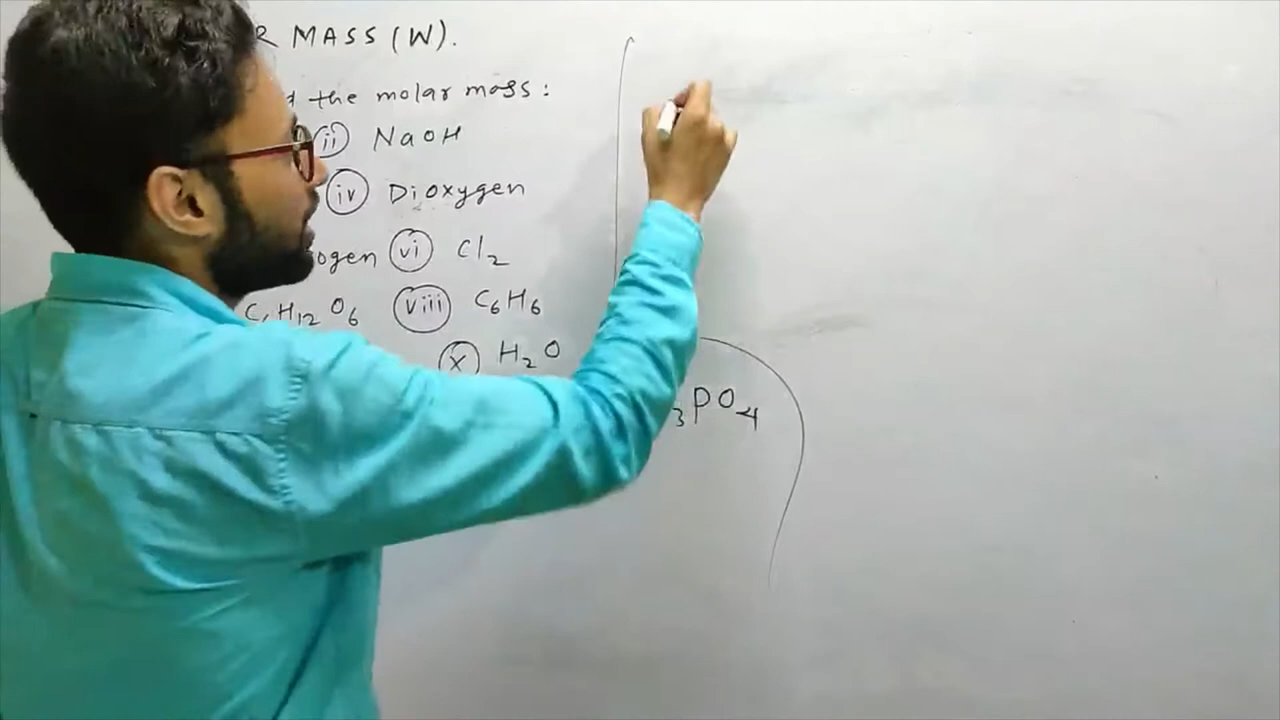 R MASS (W).
d the molar mass:
(ii) NaOH
(iv) Dioxygen
ogen (vi) Cl2
C6H12O6 (viii) C6H6
(x) H2O
3PO4